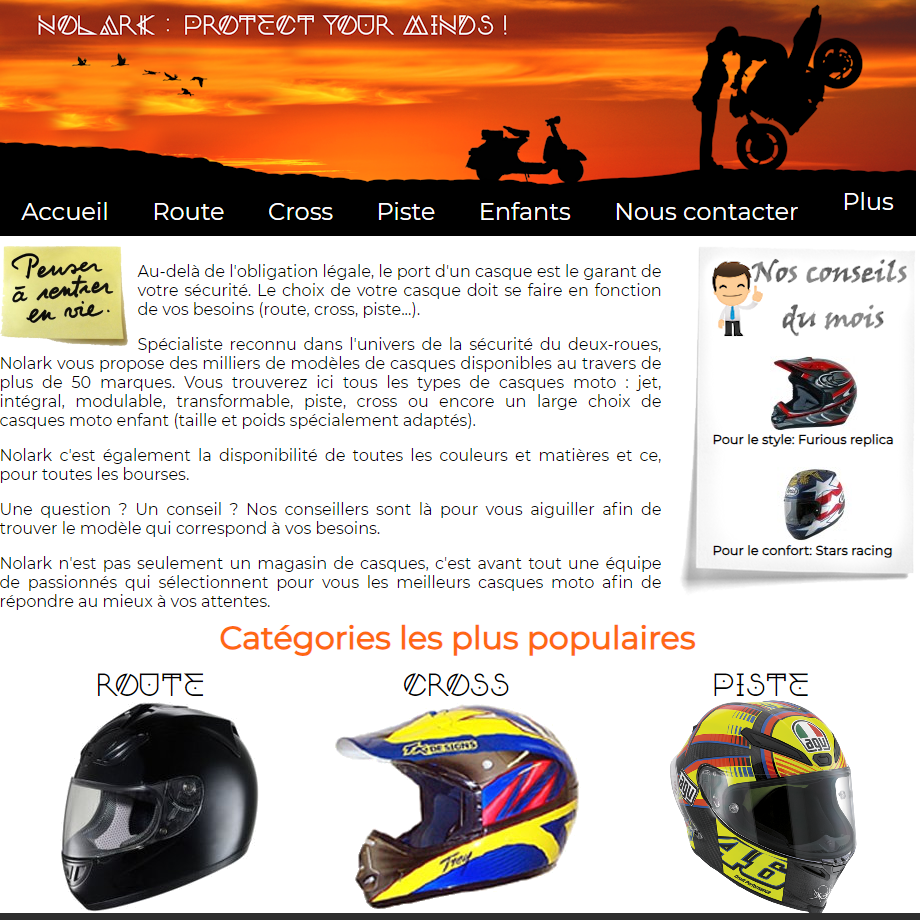 NOLARK : PROTECT YOUR MINDS !
Accueil Route Cross Piste Enfants Nous contacter Plus
Penser
à rentrer
en vie.
Au-delà de l'obligation légale, le port d'un casque est le garant de
votre sécurité. Le choix de votre casque doit se faire en fonction
de vos besoins (route, cross, piste...).
Spécialiste reconnu dans l'univers de la sécurité du deux-roues,
Nolark vous propose des milliers de modèles de casques disponibles au travers de
plus de 50 marques. Vous trouverez ici tous les types de casques moto : jet,
intégral, modulable, transformable, piste, cross ou encore un large choix de
casques moto enfant (taille et poids spécialement adaptés).
Nolark c'est également la disponibilité de toutes les couleurs et matières et ce,
pour toutes les bourses.
Une question ? Un conseil ? Nos conseillers sont là pour vous aiguiller afin de
trouver le modèle qui correspond à vos besoins.
Nolark n'est pas seulement un magasin de casques, c'est avant tout une équipe
de passionnés qui sélectionnent pour vous les meilleurs casques moto afin de
répondre au mieux à vos attentes.
Nos conseils
du mois
Pour le style: Furious replica
Pour le confort: Stars racing
Catégories les plus populaires
ROUTE
CROSS
PISTE
DESIGNS
Troy
agv
agv
46